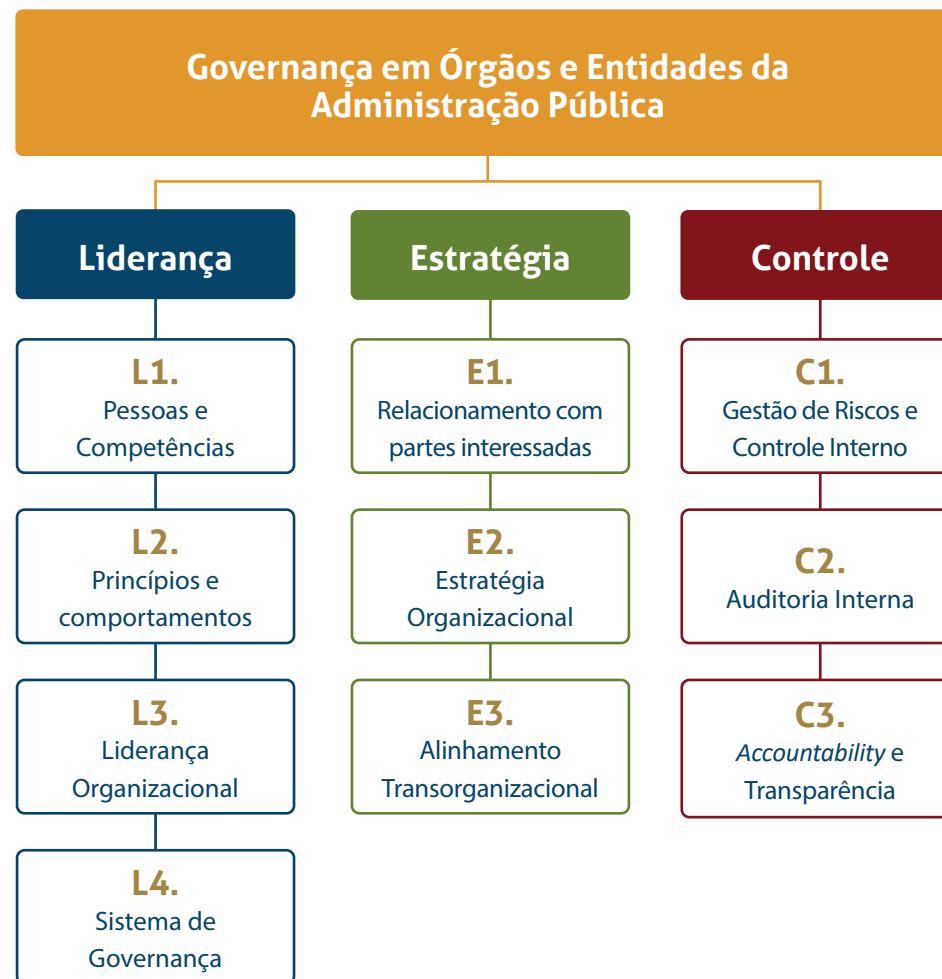 Governança em Órgãos e Entidades da
Administração Pública
Liderança
L1.
Pessoas e
Competências
L2.
Princípios e
comportamentos
L3.
Liderança
Organizacional
L4.
Sistema de
Governança
Estratégia
E1.
Relacionamento com
partes interessadas
E2.
Estratégia
Organizacional
E3.
Alinhamento
Transorganizacional
Controle
C1.
Gestão de Riscos e
Controle Interno
C2.
Auditoria Interna
C3.
Accountability e
Transparência